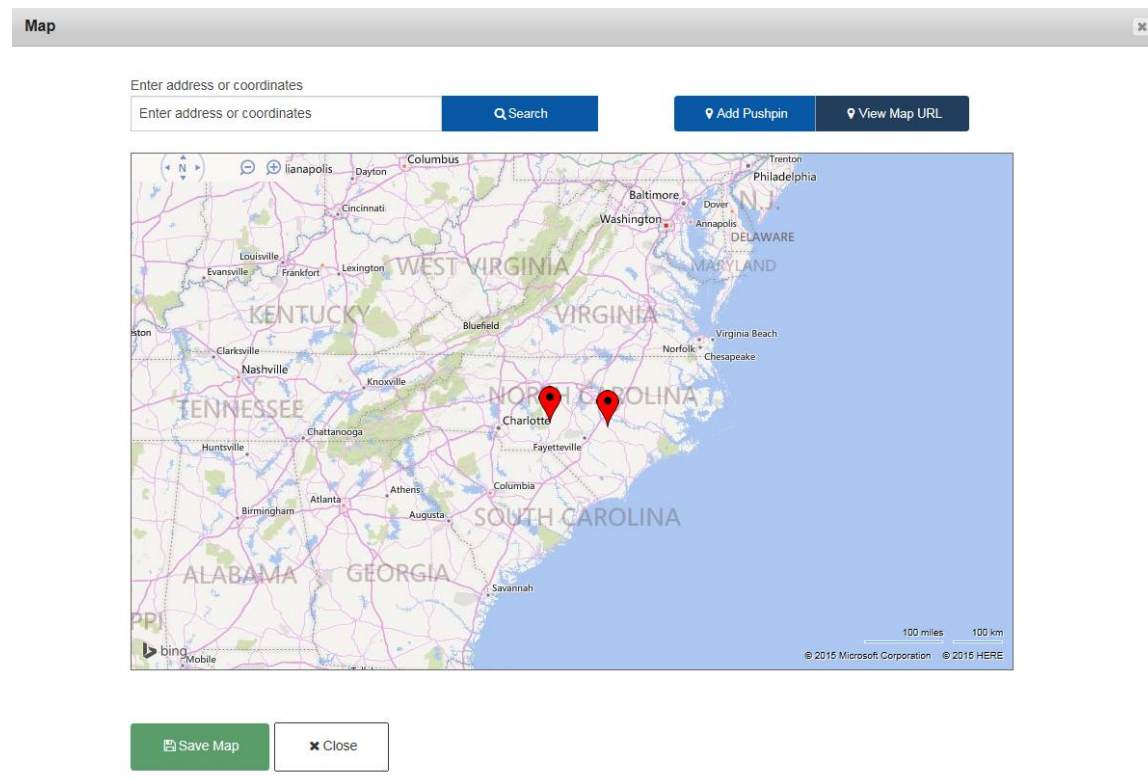 Map
Enter address or coordinates
Enter address or coordinates
Search
Add Pushpin
View Map URL
N
lianapolis
Dayton
Columbus
Trenton
Philadelphia
Cincinnati
Baltimore
Dover
N.J.
Washington
Annapolis
DELAWARE
Louisville
Evansville
Frankfort
Lexington
WEST VIRGINIA
MARYLAND
KENTUCKY
Bluefield
VIRGINIA
ston
Virginia Beach
Norfolk
Chesapeake
Clarksville
Nashville
Knoxville
TENNESSEE
NORTH CAROLINA
Charlotte
Chattanooga
Huntsville
Fayetteville
Columbia
Athens
Atlanta
Birmingham
Augusta
SOUTH CAROLINA
ALABAMA
GEORGIA
Savannah
PPI
bing
Mobile
100 miles
100 km
© 2015 Microsoft Corporation
© 2015 HERE
Save Map
Close